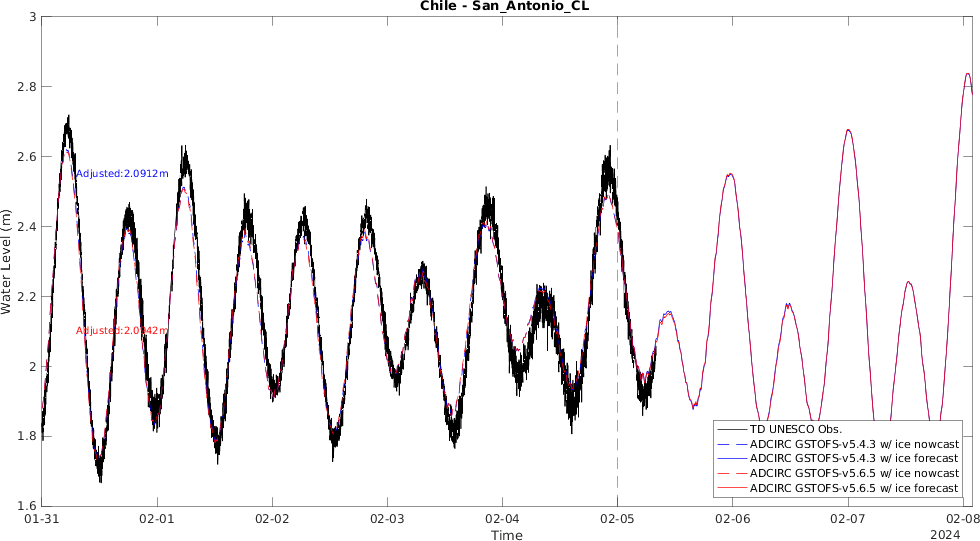 Chile - San_Antonio_CL
3
2.8
2.6
2.4
2.2
2
1.8
1.6
Water Level (m)
Adjusted:2.0912m
TD UNESCO Obs.
ADCIRC GSTOFS-v5.4.3 w/ ice nowcast
ADCIRC GSTOFS-v5.4.3 w/ ice forecast
ADCIRC GSTOFS-v5.6.5 w/ ice nowcast
ADCIRC GSTOFS-v5.6.5 w/ ice forecast
01-31
02-01
02-02
02-03
02-04
02-05
02-06
02-07
02-08
Time
2024